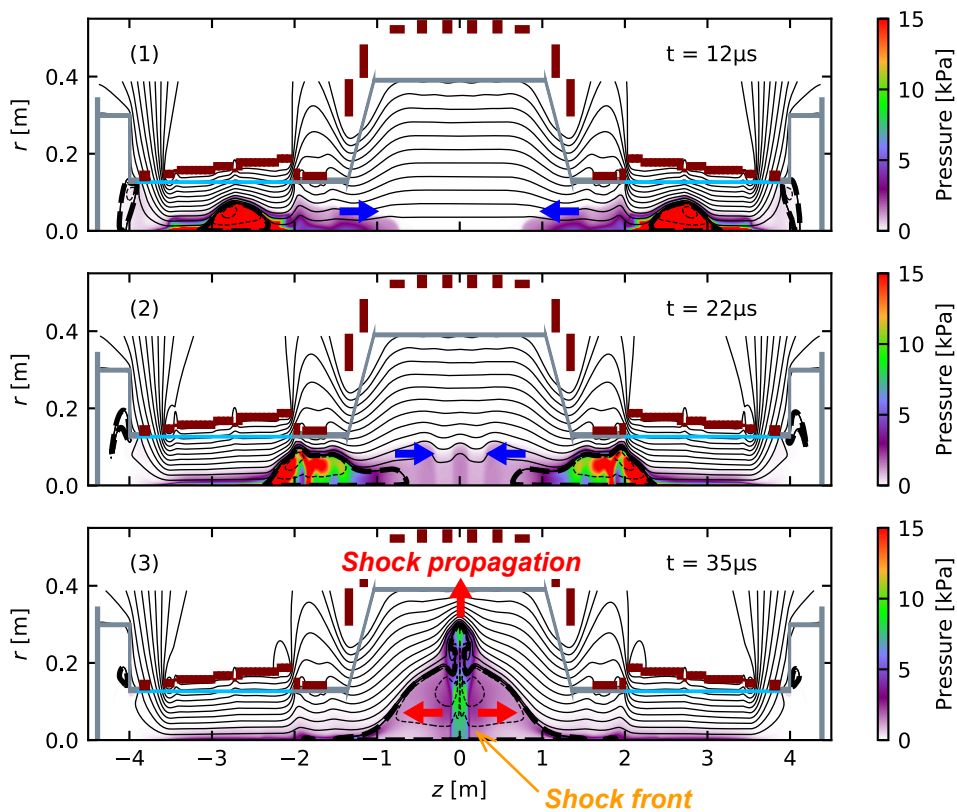 (1)
t = 12μs
r [m]
0.4
0.2
0.0
15
10
5
0
Pressure [kPa]
(2)
t = 22μs
r [m]
0.4
0.2
0.0
15
10
5
0
Pressure [kPa]
(3)
Shock propagation
t = 35μs
r [m]
0.4
0.2
0.0
15
10
5
0
Pressure [kPa]
−4 −3 −2 −1 0 1 2 3 4
z [m]
Shock front